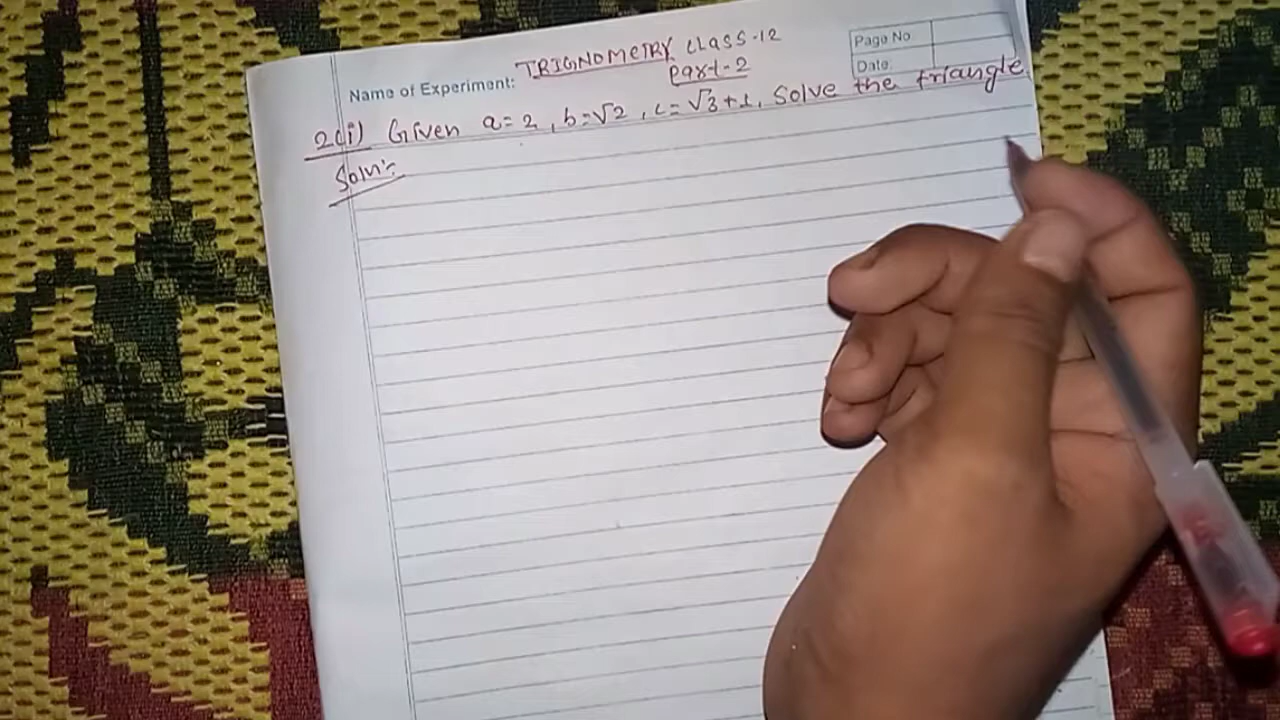 TRIGNOMETRY CLASS-12
Name of Experiment:
Part-2
Page No
Date:
2(i) Given a=2, b=√2, c=√3+1. Solve the triangle.
Soln:-